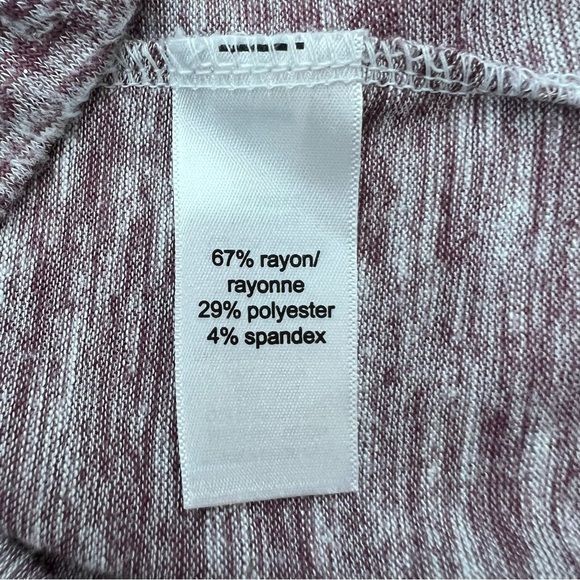 67% rayon/
rayonne
29% polyester
4% spandex